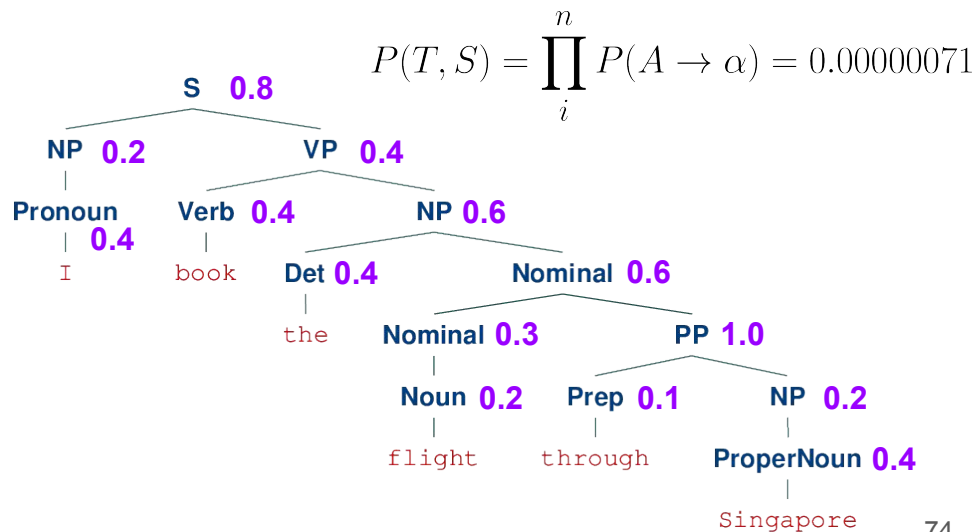 P(T, S) = ∏ᵢⁿ P(A → α) = 0.00000071
S 0.8
NP 0.2 VP 0.4
Pronoun Verb 0.4 NP 0.6
0.4
I book Det 0.4 Nominal 0.6
the Nominal 0.3 PP 1.0
Noun 0.2 Prep 0.1 NP 0.2
flight through ProperNoun 0.4
Singapore 74